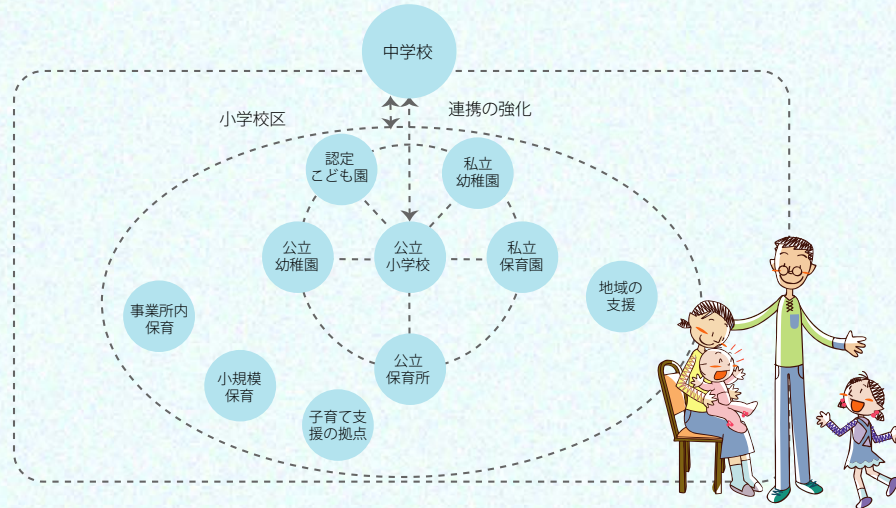 中学校
小学校区
連携の強化
認定
こども園
私立
幼稚園
公立
幼稚園
公立
小学校
私立
保育園
地域の
支援
事業所内
保育
公立
保育所
小規模
保育
子育て支
援の拠点